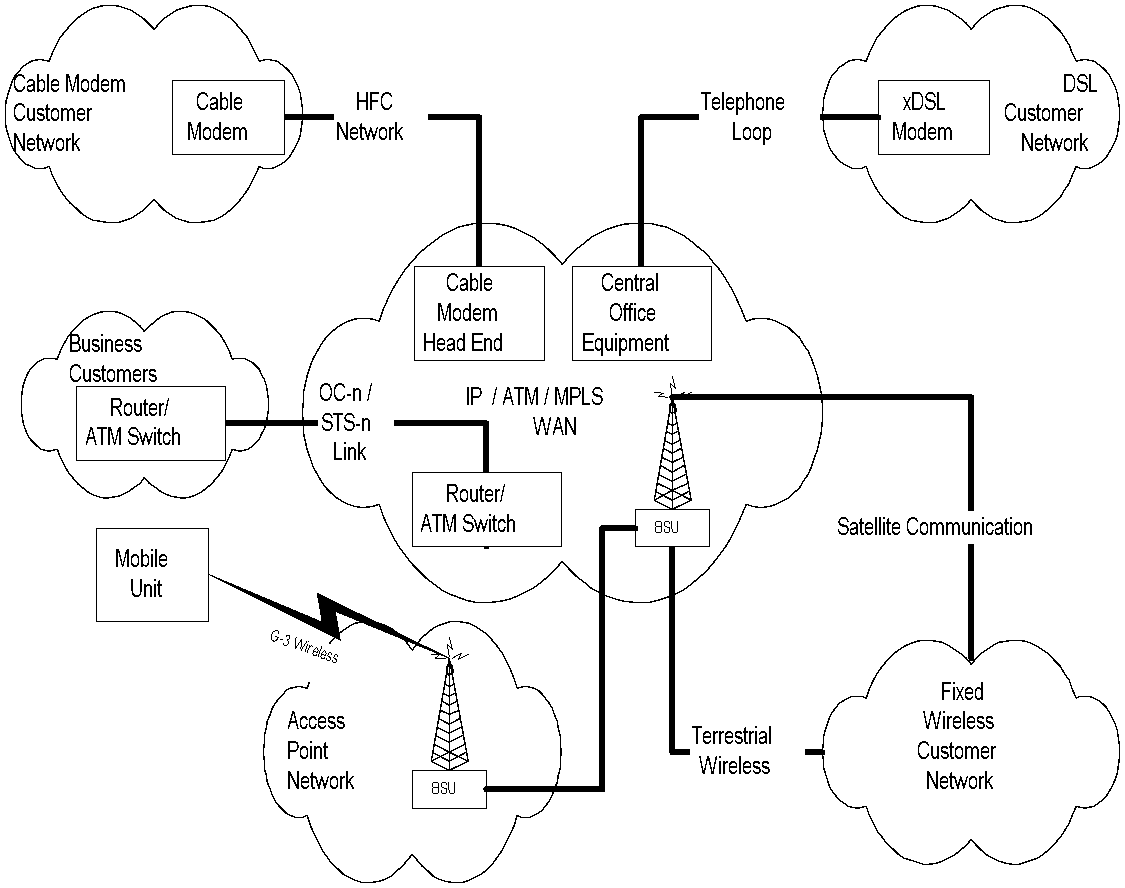 Cable Modem
Customer
Network
Cable
Modem
HFC
Network
Telephone
Loop
xDSL
Modem
DSL
Customer
Network
Cable
Modem
Head End
Central
Office
Equipment
Business
Customers
Router/
ATM Switch
OC-n /
STS-n
Link
IP / ATM / MPLS
WAN
Router/
ATM Switch
BSU
Satellite Communication
Mobile
Unit
G-3 Wireless
Access
Point
Network
BSU
Terrestrial
Wireless
Fixed
Wireless
Customer
Network